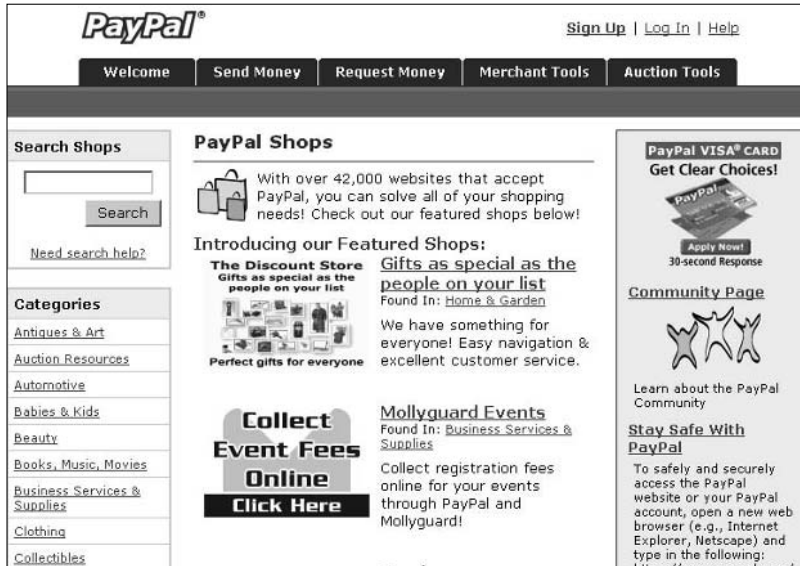 PayPal®
Sign Up | Log In | Help
Welcome
Send Money
Request Money
Merchant Tools
Auction Tools
Search Shops
Search
Need search help?
Categories
Antiques & Art
Auction Resources
Automotive
Babies & Kids
Beauty
Books, Music, Movies
Business Services &
Supplies
Clothing
Collectibles
PayPal Shops
With over 42,000 websites that accept
PayPal, you can solve all of your shopping
needs! Check out our featured shops below!
Introducing our Featured Shops:
The Discount Store
Gifts as special as the
people on your list
Perfect gifts for everyone
Gifts as special as the
people on your list
Found In: Home & Garden
We have something for
everyone! Easy navigation &
excellent customer service.
Collect
Event Fees
Online
Click Here
Mollyguard Events
Found In: Business Services &
Supplies
Collect registration fees
online for your events
through PayPal and
Mollyguard!
PayPal VISA® CARD
Get Clear Choices!
PayPal
Apply Now!
30-second Response
Community Page
Learn about the PayPal
Community
Stay Safe With
PayPal
To safely and securely
access the PayPal
website or your PayPal
account, open a new web
browser (e.g., Internet
Explorer, Netscape) and
type in the following: